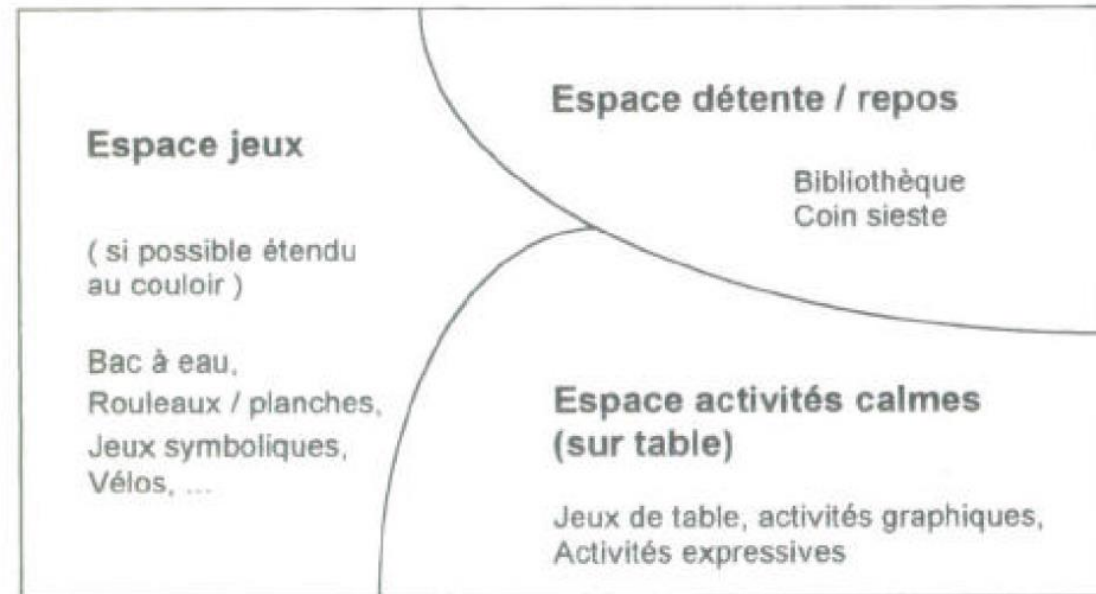 Espace jeux
( si possible étendu
au couloir )
Bac à eau,
Rouleaux / planches,
Jeux symboliques,
Vélos, ...
Espace détente / repos
Bibliothèque
Coin sieste
Espace activités calmes
(sur table)
Jeux de table, activités graphiques,
Activités expressives